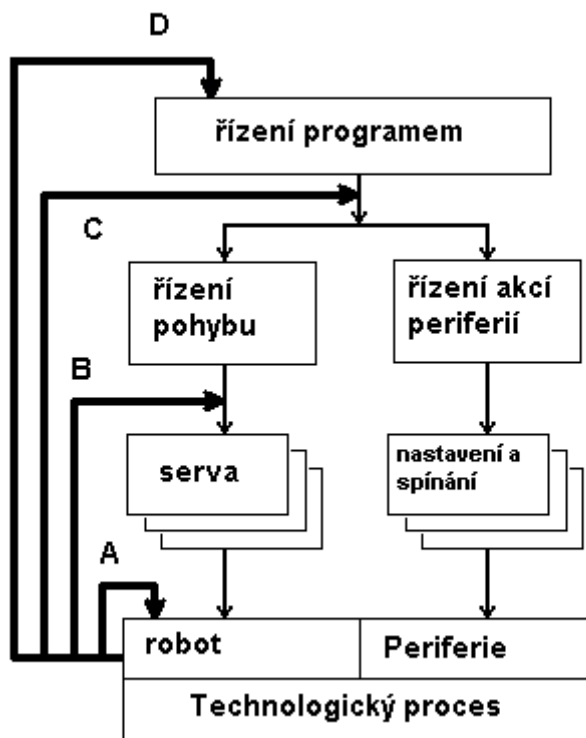 D
řízení programem
C
řízení
pohybu
řízení akcí
periferií
B
serva
nastavení a
spínání
A
robot
Periferie
Technologický proces